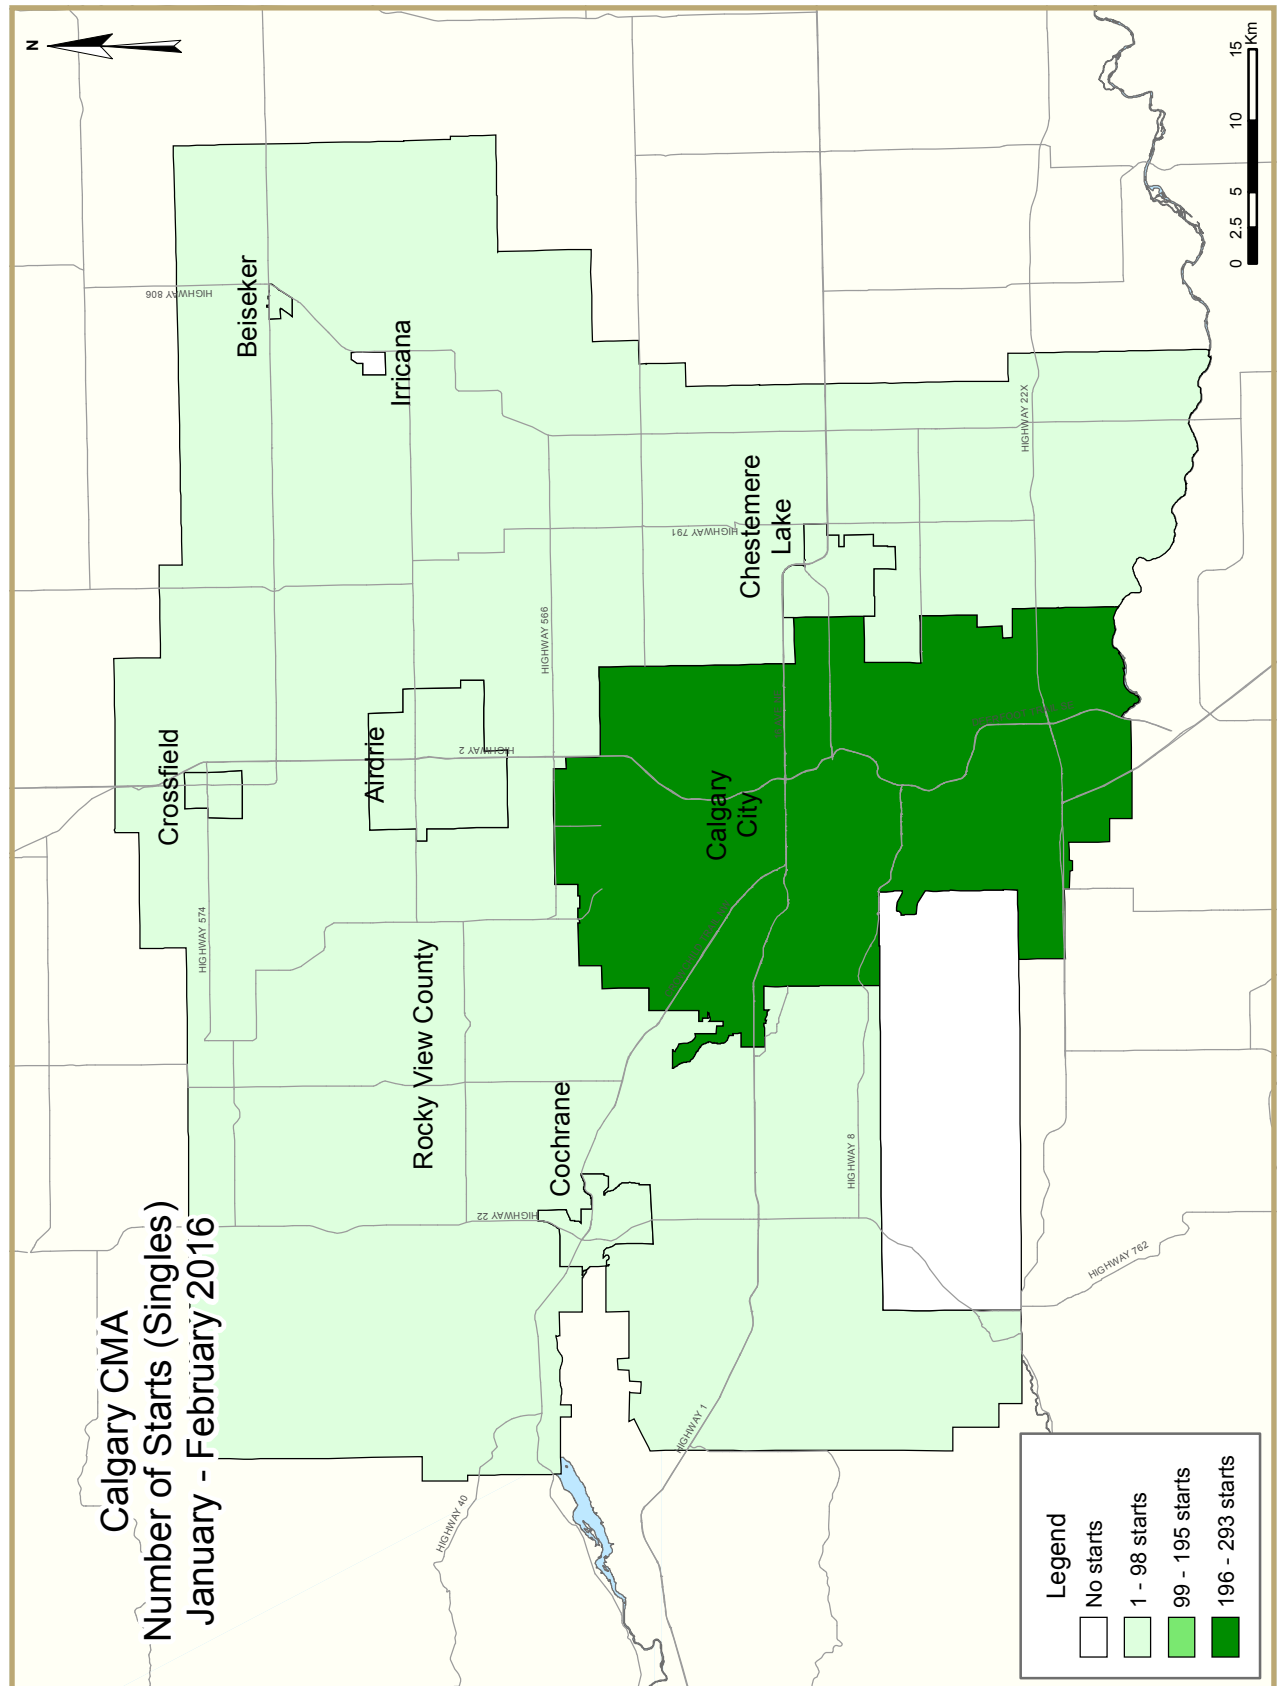 Calgary CMA
Number of Starts (Singles)
January - February 2016
N
Crossfield
Beiseker
Irricana
Airdrie
Rocky View County
Cochrane
Calgary
City
Chestemere
Lake
HIGHWAY 806
HIGHWAY 574
HIGHWAY 2
HIGHWAY 566
HIGHWAY 791
HIGHWAY 22
HIGHWAY 40
HIGHWAY 1
HIGHWAY 8
HIGHWAY 22X
HIGHWAY 762
Legend
No starts
1 - 98 starts
99 - 195 starts
196 - 293 starts
0 2.5 5 10 15
Km